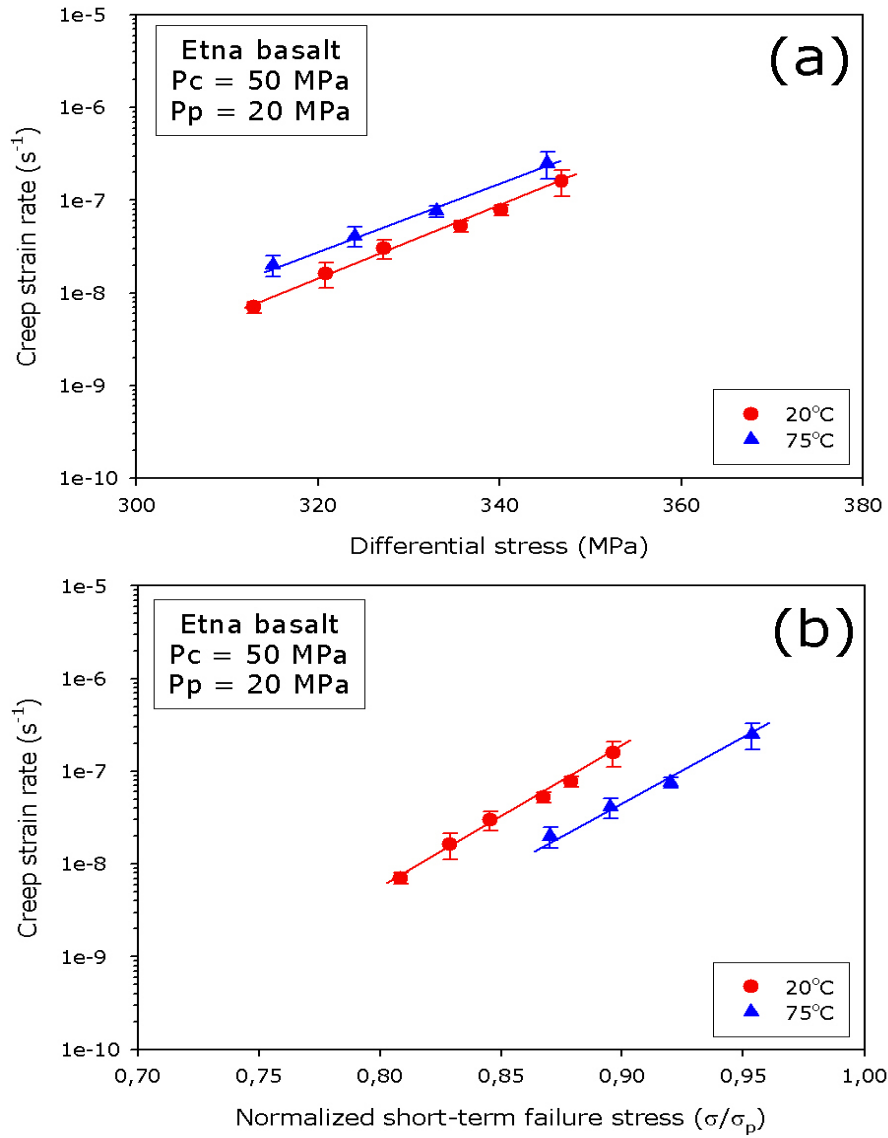 (a)
Etna basalt
Pc = 50 MPa
Pp = 20 MPa
1e-5
1e-6
1e-7
1e-8
1e-9
1e-10
Creep strain rate (s⁻¹)
20°C
75°C
300 320 340 360 380
Differential stress (MPa)
(b)
Etna basalt
Pc = 50 MPa
Pp = 20 MPa
1e-5
1e-6
1e-7
1e-8
1e-9
1e-10
Creep strain rate (s⁻¹)
20°C
75°C
0,70 0,75 0,80 0,85 0,90 0,95 1,00
Normalized short-term failure stress (σ/σₚ)